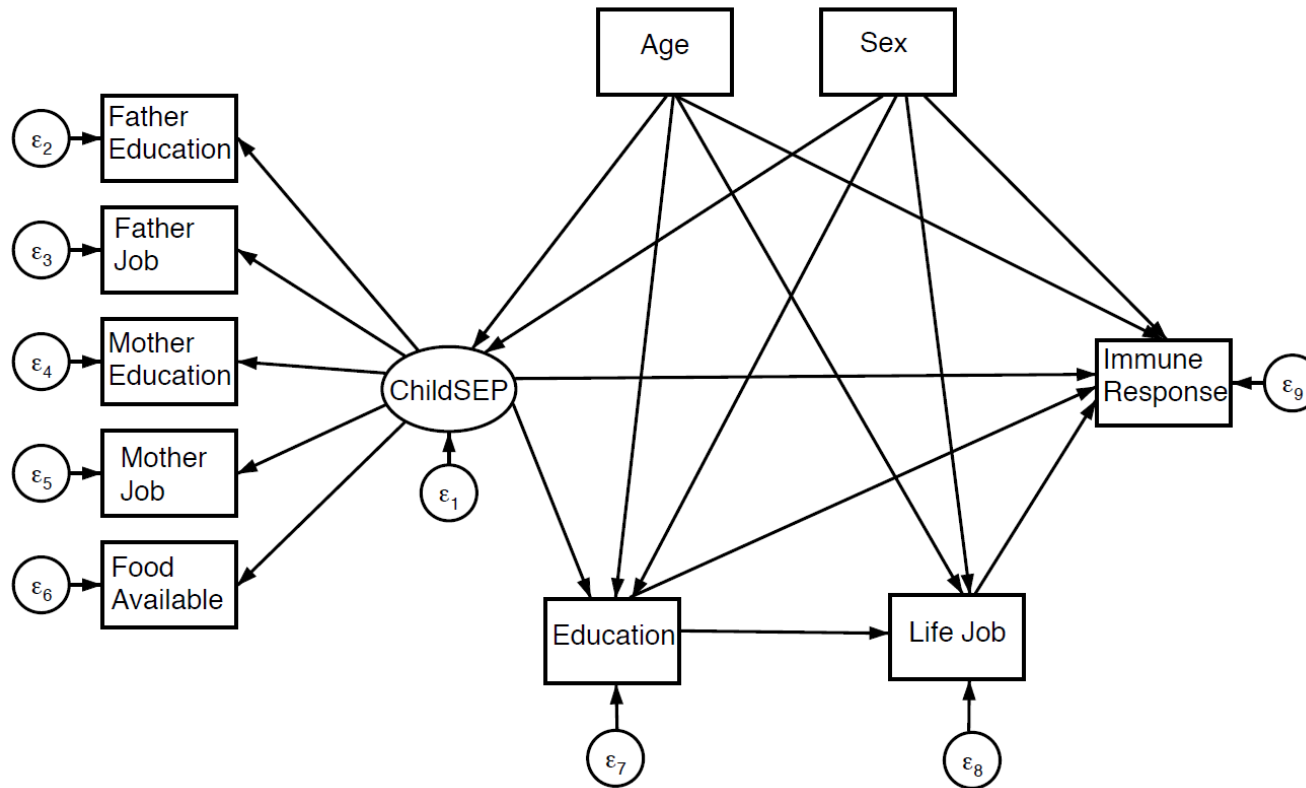 Age
Sex
ε2
Father
Education
ε3
Father
Job
ε4
Mother
Education
ChildSEP
Immune
Response
ε9
ε5
Mother
Job
ε1
ε6
Food
Available
Education
Life Job
ε7
ε8